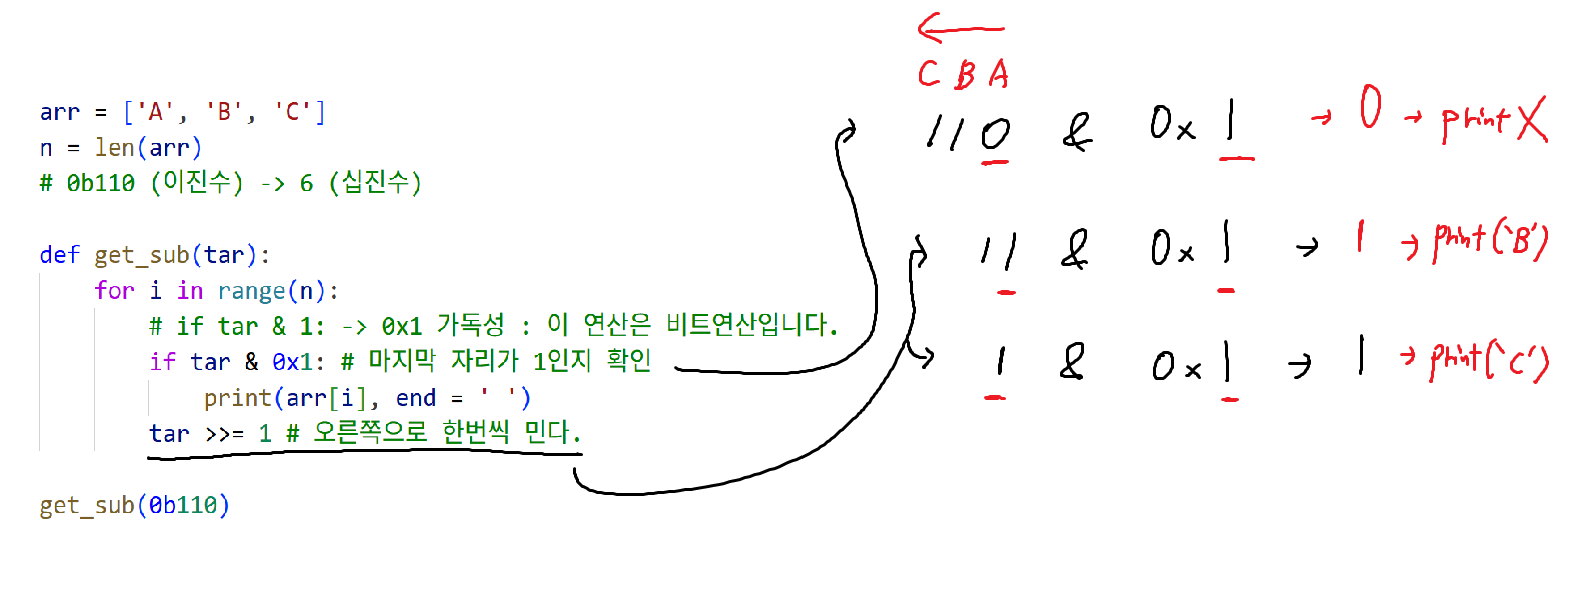 arr = ['A', 'B', 'C']
n = len(arr)
# 0b110 (이진수) -> 6 (십진수)
def get_sub(tar):
for i in range(n):
# if tar & 1: -> 0x1 가독성 : 이 연산은 비트연산입니다.
if tar & 0x1: # 마지막 자리가 1인지 확인
print(arr[i], end = ' ')
tar >>= 1 # 오른쪽으로 한번씩 민다.
get_sub(0b110)
← C B A
110 & 0x1 → 0 → print X
11 & 0x1 → 1 → print('B')
1 & 0x1 → 1 → print('C')